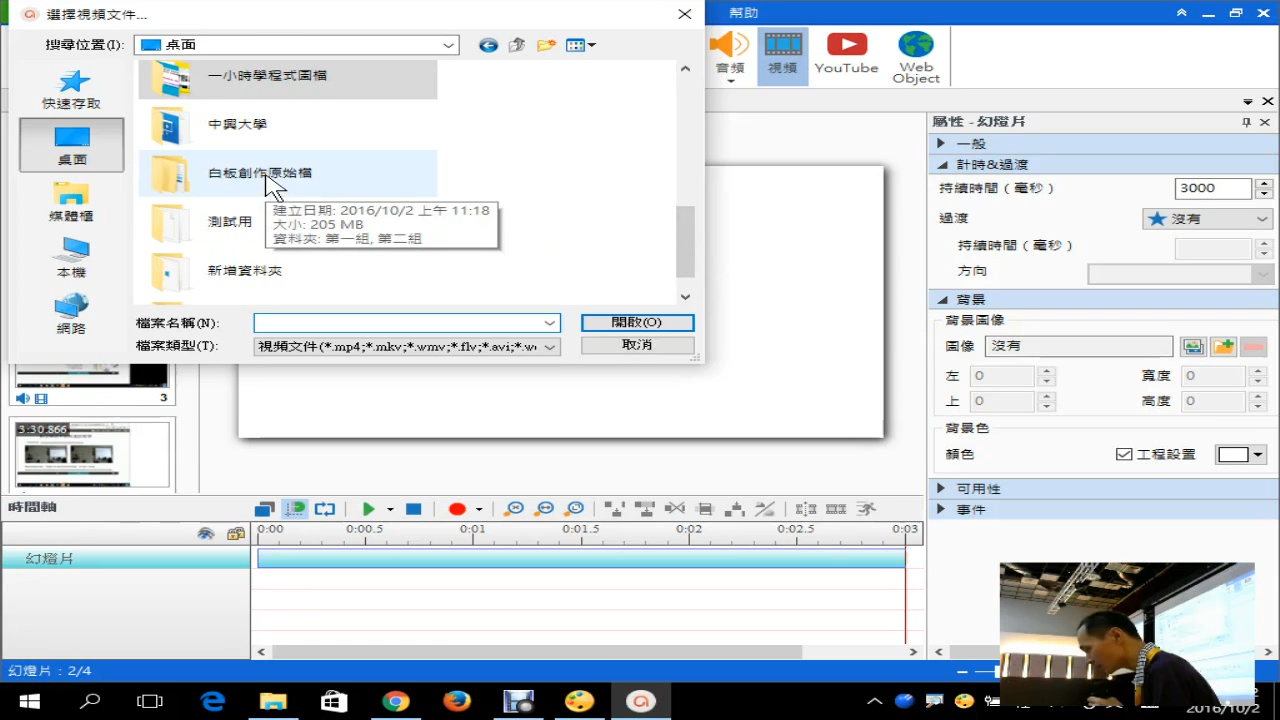 選擇視頻文件...
幫助
搜尋位置(I):
桌面
快速存取
桌面
媒體櫃
本機
網路
一小時學程式圖檔
中興大學
白板創作原始檔
測試用
新增資料夾
建立日期: 2016/10/2 上午 11:18
大小: 205 MB
資料夾: 第一組, 第二組
檔案名稱(N):
開啟(O)
檔案類型(T):
視頻文件(*.mp4;*.mkv;*.wmv;*.flv;*.avi;*.w
取消
音頻
視頻
YouTube
Web
Object
屬性 - 幻燈片
一般
計時&過渡
持續時間（毫秒）
3000
過渡
沒有
持續時間（毫秒）
方向
背景
背景圖像
圖像
沒有
左
0
寬度
0
上
0
高度
0
背景色
顏色
工程設置
可用性
事件
3
3:30.866
時間軸
0:00
0:00.5
0:01
0:01.5
0:02
0:02.5
0:03
幻燈片
幻燈片：2/4
2016/10/2